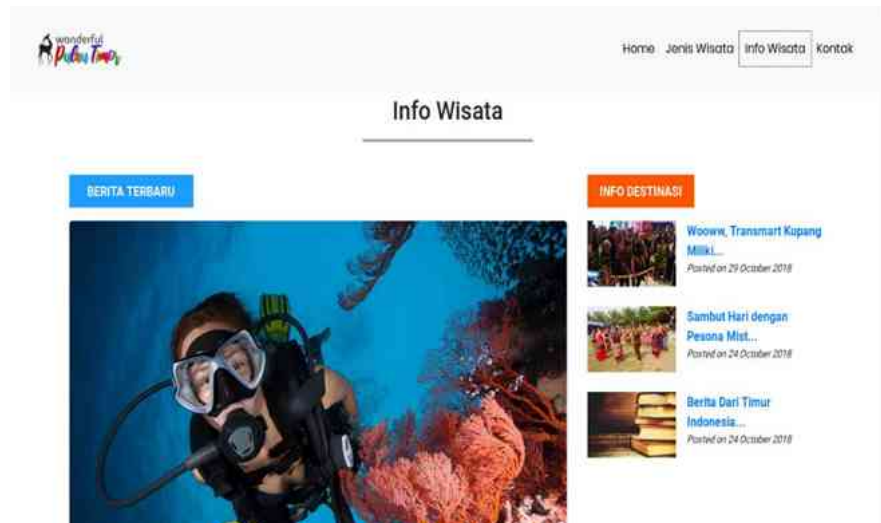 wonderful
Pulau Timor
Home Jenis Wisata Info Wisata Kontak
Info Wisata
BERITA TERBARU
INFO DESTINASI
Wooww, Transmart Kupang
Miliki...
Posted on 29 October 2018
Sambut Hari dengan
Pesona Mist...
Posted on 24 October 2018
Berita Dari Timur
Indonesia...
Posted on 24 October 2018